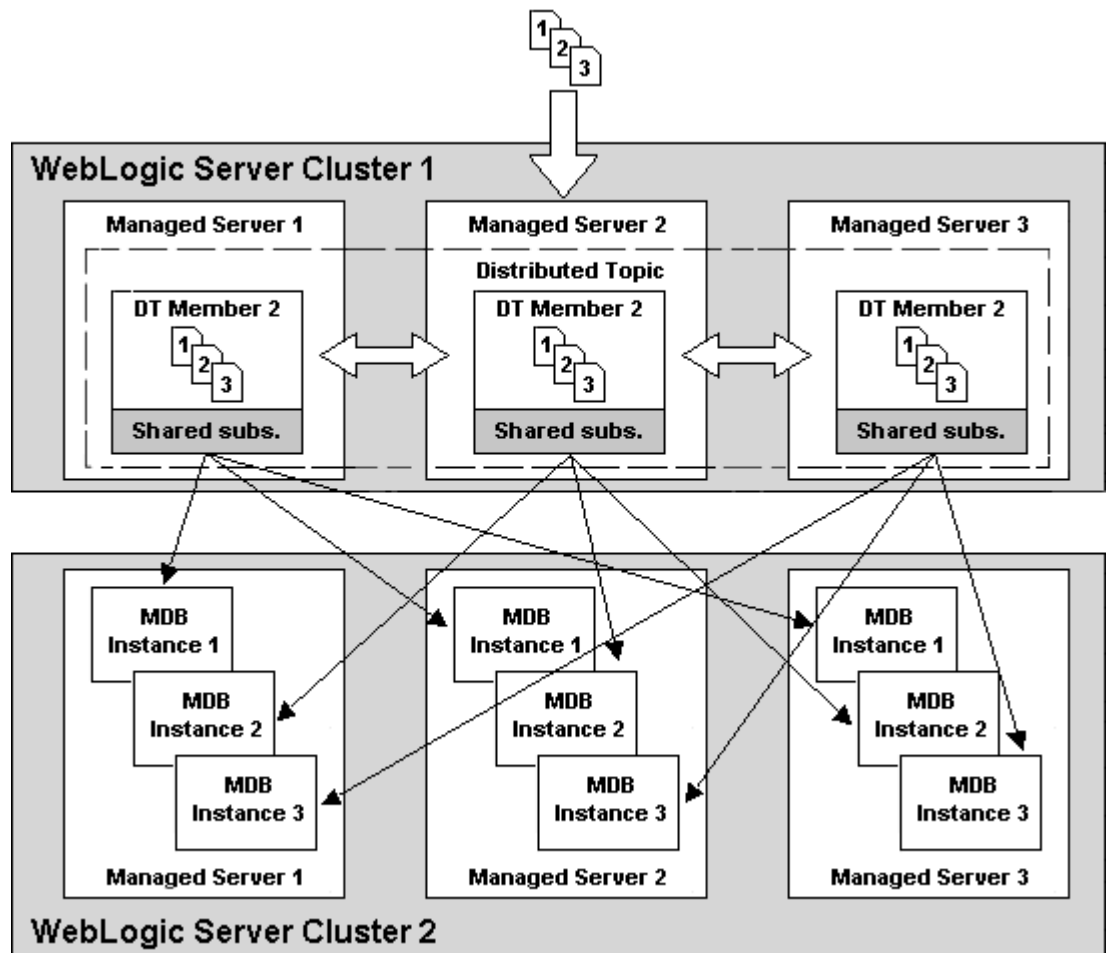 1
2
3
WebLogic Server Cluster 1
Managed Server 1
Managed Server 2
Managed Server 3
Distributed Topic
DT Member 2
1
2
3
Shared subs.
DT Member 2
1
2
3
Shared subs.
DT Member 2
1
2
3
Shared subs.
MDB
Instance 1
MDB
Instance 2
MDB
Instance 3
Managed Server 1
MDB
Instance 1
MDB
Instance 2
MDB
Instance 3
Managed Server 2
MDB
Instance 1
MDB
Instance 2
MDB
Instance 3
Managed Server 3
WebLogic Server Cluster 2